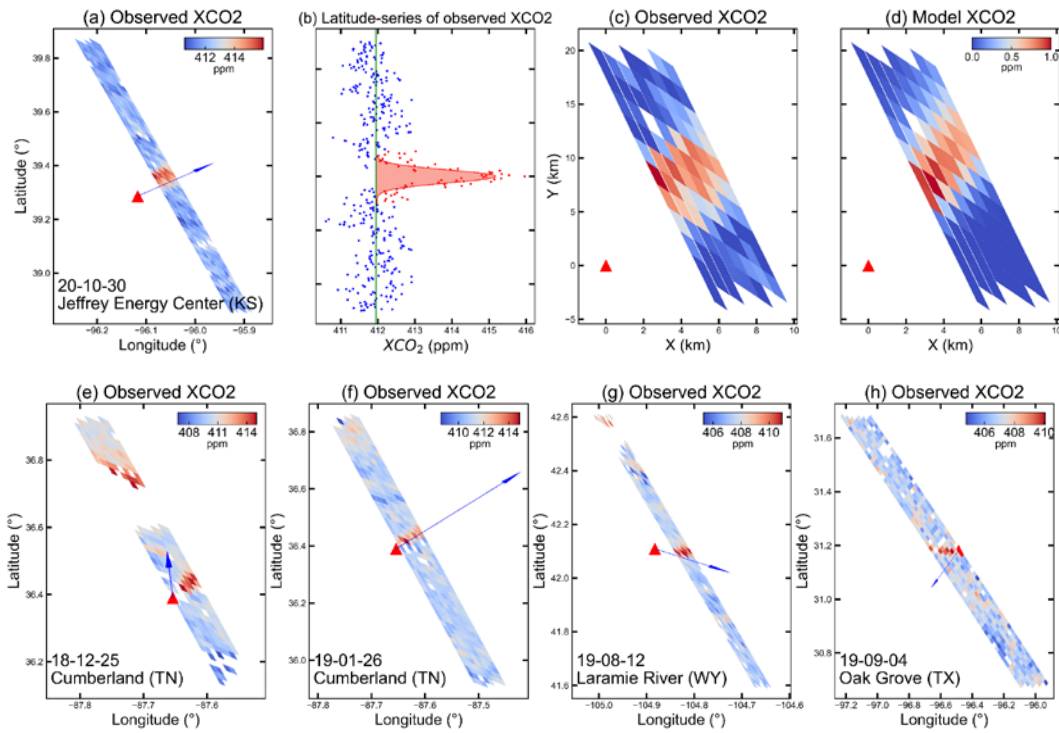 (a) Observed XCO2
(b) Latitude-series of observed XCO2
(c) Observed XCO2
(d) Model XCO2
412 414
ppm
0.0 0.5 1.0
ppm
39.8
39.6
39.4
39.2
39.0
Latitude (°)
20-10-30
Jeffrey Energy Center (KS)
−96.2 −96.1 −96.0 −95.9
Longitude (°)
411 412 413 414 415 416
XCO2 (ppm)
20
15
10
5
0
−5
Y (km)
0 2 4 6 8 10
X (km)
0 2 4 6 8 10
X (km)
(e) Observed XCO2
(f) Observed XCO2
(g) Observed XCO2
(h) Observed XCO2
408 411 414
ppm
410 412 414
ppm
406 408 410
ppm
406 408 410
ppm
36.8
36.6
36.4
36.2
Latitude (°)
18-12-25
Cumberland (TN)
−87.8 −87.7 −87.6
Longitude (°)
36.8
36.6
36.4
36.2
36.0
Latitude (°)
19-01-26
Cumberland (TN)
−87.8 −87.7 −87.6 −87.5 −87.4
Longitude (°)
42.6
42.4
42.2
42.0
41.8
41.6
Latitude (°)
19-08-12
Laramie River (WY)
−105.0 −104.9 −104.8 −104.7 −104.6
Longitude (°)
31.6
31.4
31.2
31.0
30.8
Latitude (°)
19-09-04
Oak Grove (TX)
−97.2 −97.0 −96.8 −96.6 −96.4 −96.2 −96.0
Longitude (°)